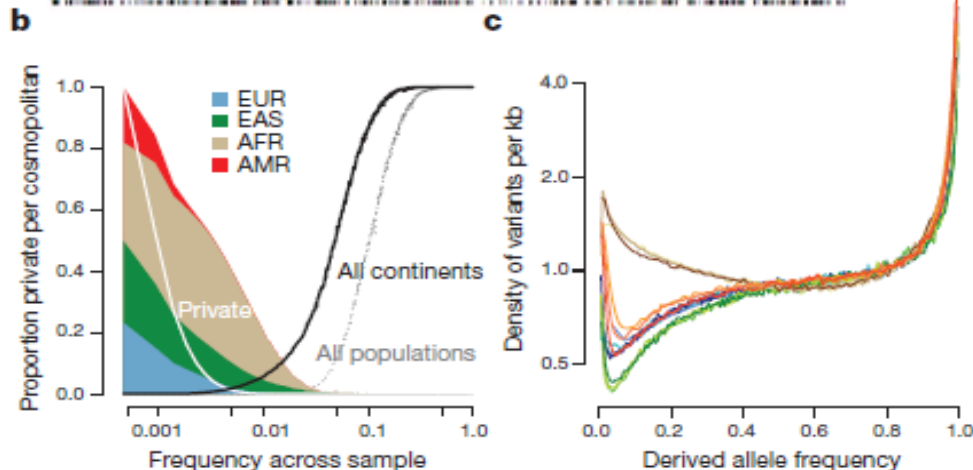 b
Proportion private per cosmopolitan
1.0
0.8
0.6
0.4
0.2
0.0
EUR
EAS
AFR
AMR
Private
All continents
All populations
0.001
0.01
0.1
1.0
Frequency across sample
c
Density of variants per kb
4.0
2.0
1.0
0.5
0.0
0.2
0.4
0.6
0.8
1.0
Derived allele frequency